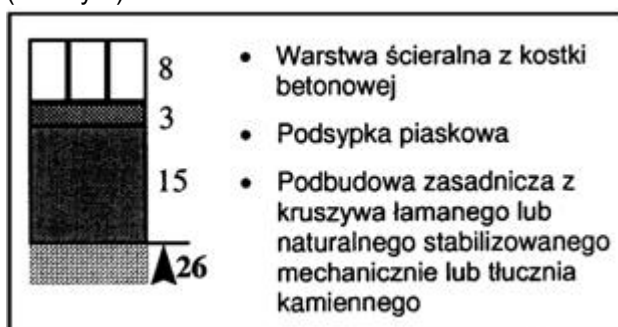 8
3
15
26
• Warstwa ścieralna z kostki
betonowej
• Podsypka piaskowa
• Podbudowa zasadnicza z
kruszywa łamanego lub
naturalnego stabilizowanego
mechanicznie lub tłucznia
kamiennego